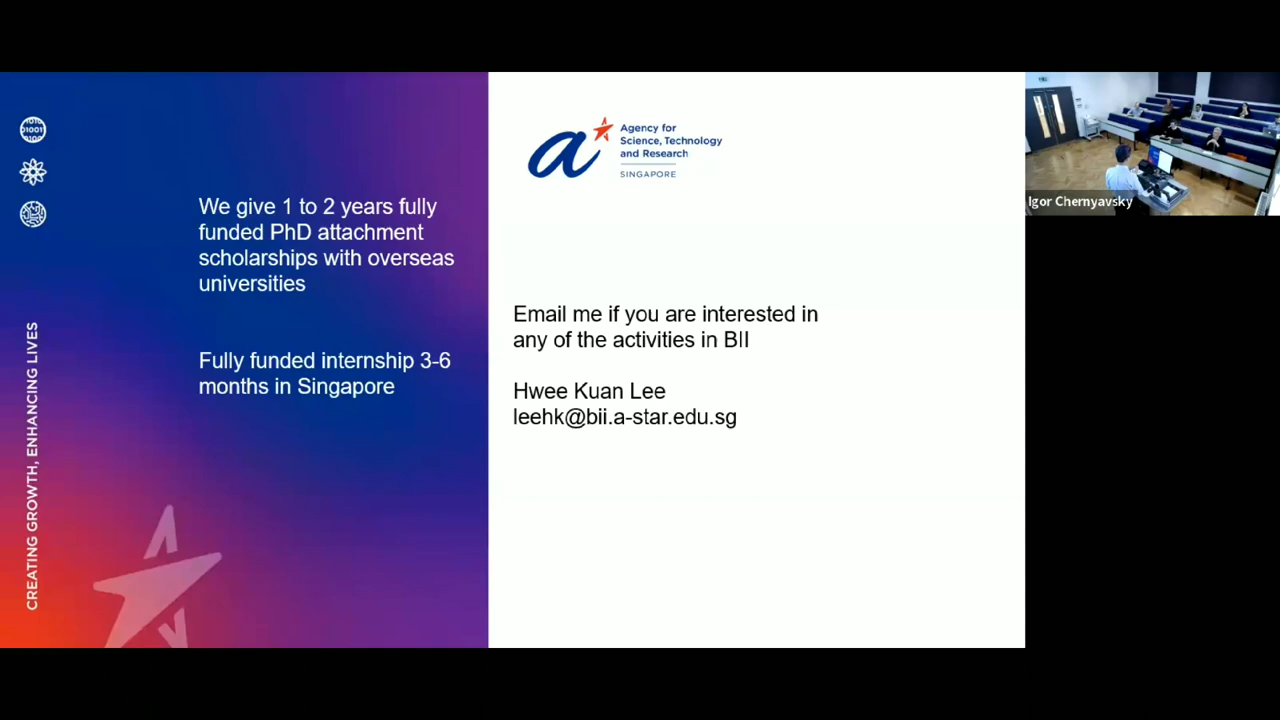 We give 1 to 2 years fully
funded PhD attachment
scholarships with overseas
universities
Fully funded internship 3-6
months in Singapore
CREATING GROWTH, ENHANCING LIVES
a
Agency for
Science, Technology
and Research
SINGAPORE
Email me if you are interested in
any of the activities in BII
Hwee Kuan Lee
leehk@bii.a-star.edu.sg
Igor Chernyavsky